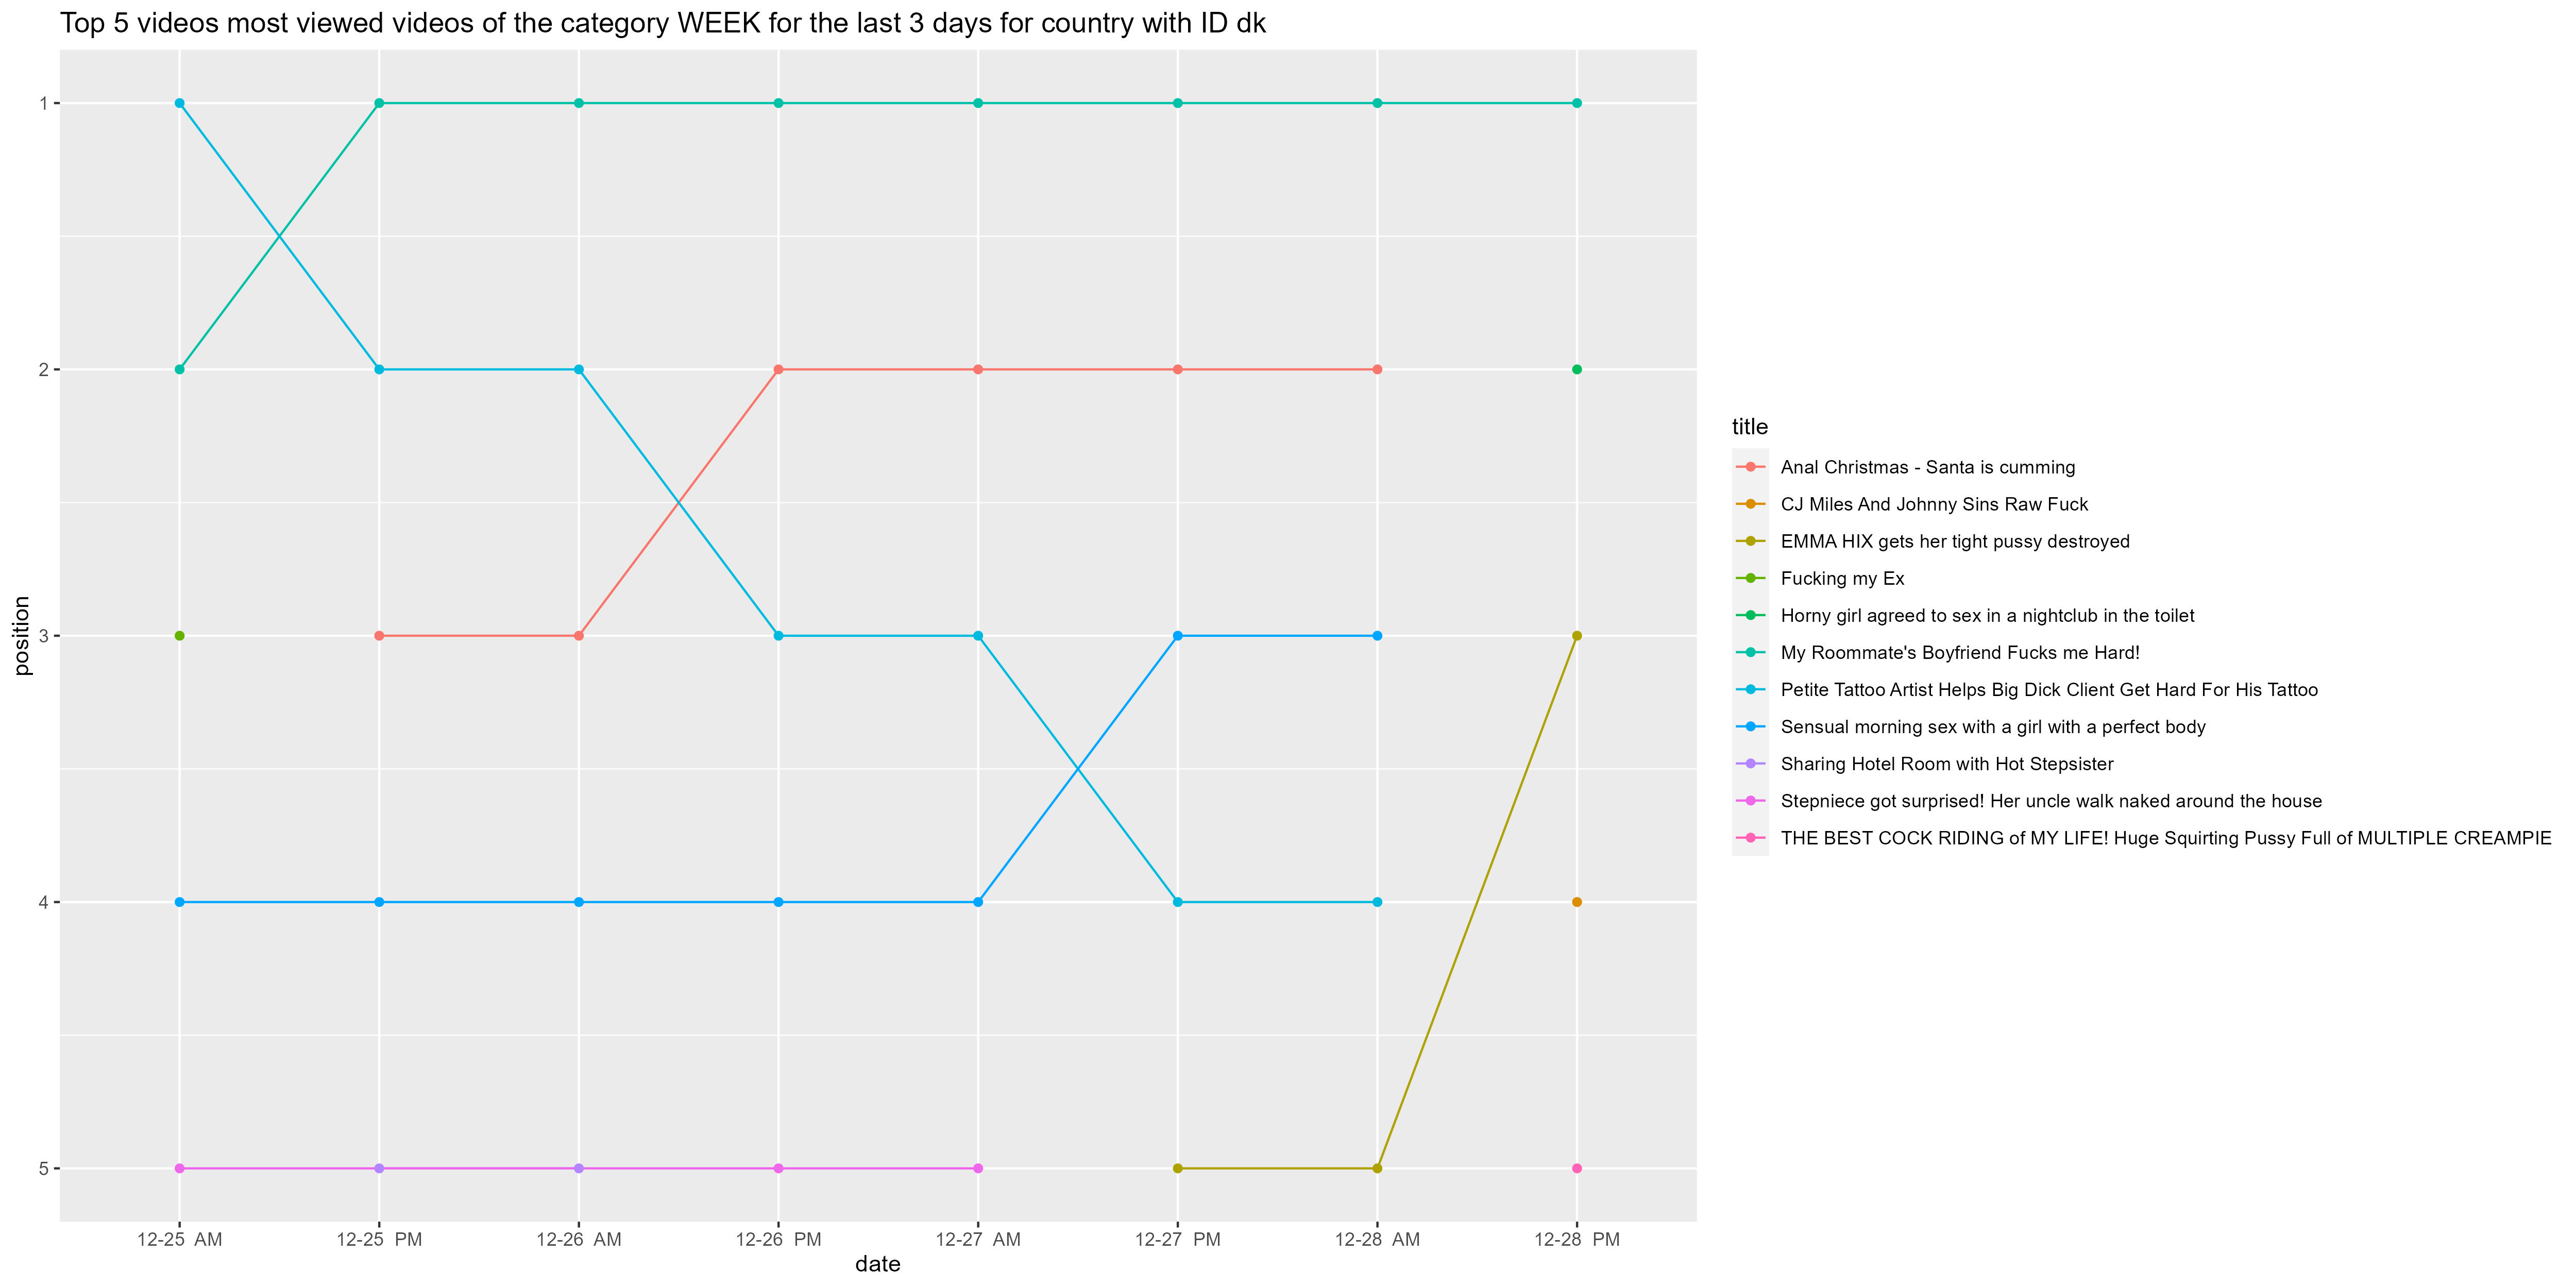 Top 5 videos most viewed videos of the category WEEK for the last 3 days for country with ID dk
position
1
2
3
4
5
12-25 AM
12-25 PM
12-26 AM
12-26 PM
12-27 AM
12-27 PM
12-28 AM
12-28 PM
date
title
Anal Christmas - Santa is cumming
CJ Miles And Johnny Sins Raw Fuck
EMMA HIX gets her tight pussy destroyed
Fucking my Ex
Horny girl agreed to sex in a nightclub in the toilet
My Roommate's Boyfriend Fucks me Hard!
Petite Tattoo Artist Helps Big Dick Client Get Hard For His Tattoo
Sensual morning sex with a girl with a perfect body
Sharing Hotel Room with Hot Stepsister
Stepniece got surprised! Her uncle walk naked around the house
THE BEST COCK RIDING of MY LIFE! Huge Squirting Pussy Full of MULTIPLE CREAMPIE